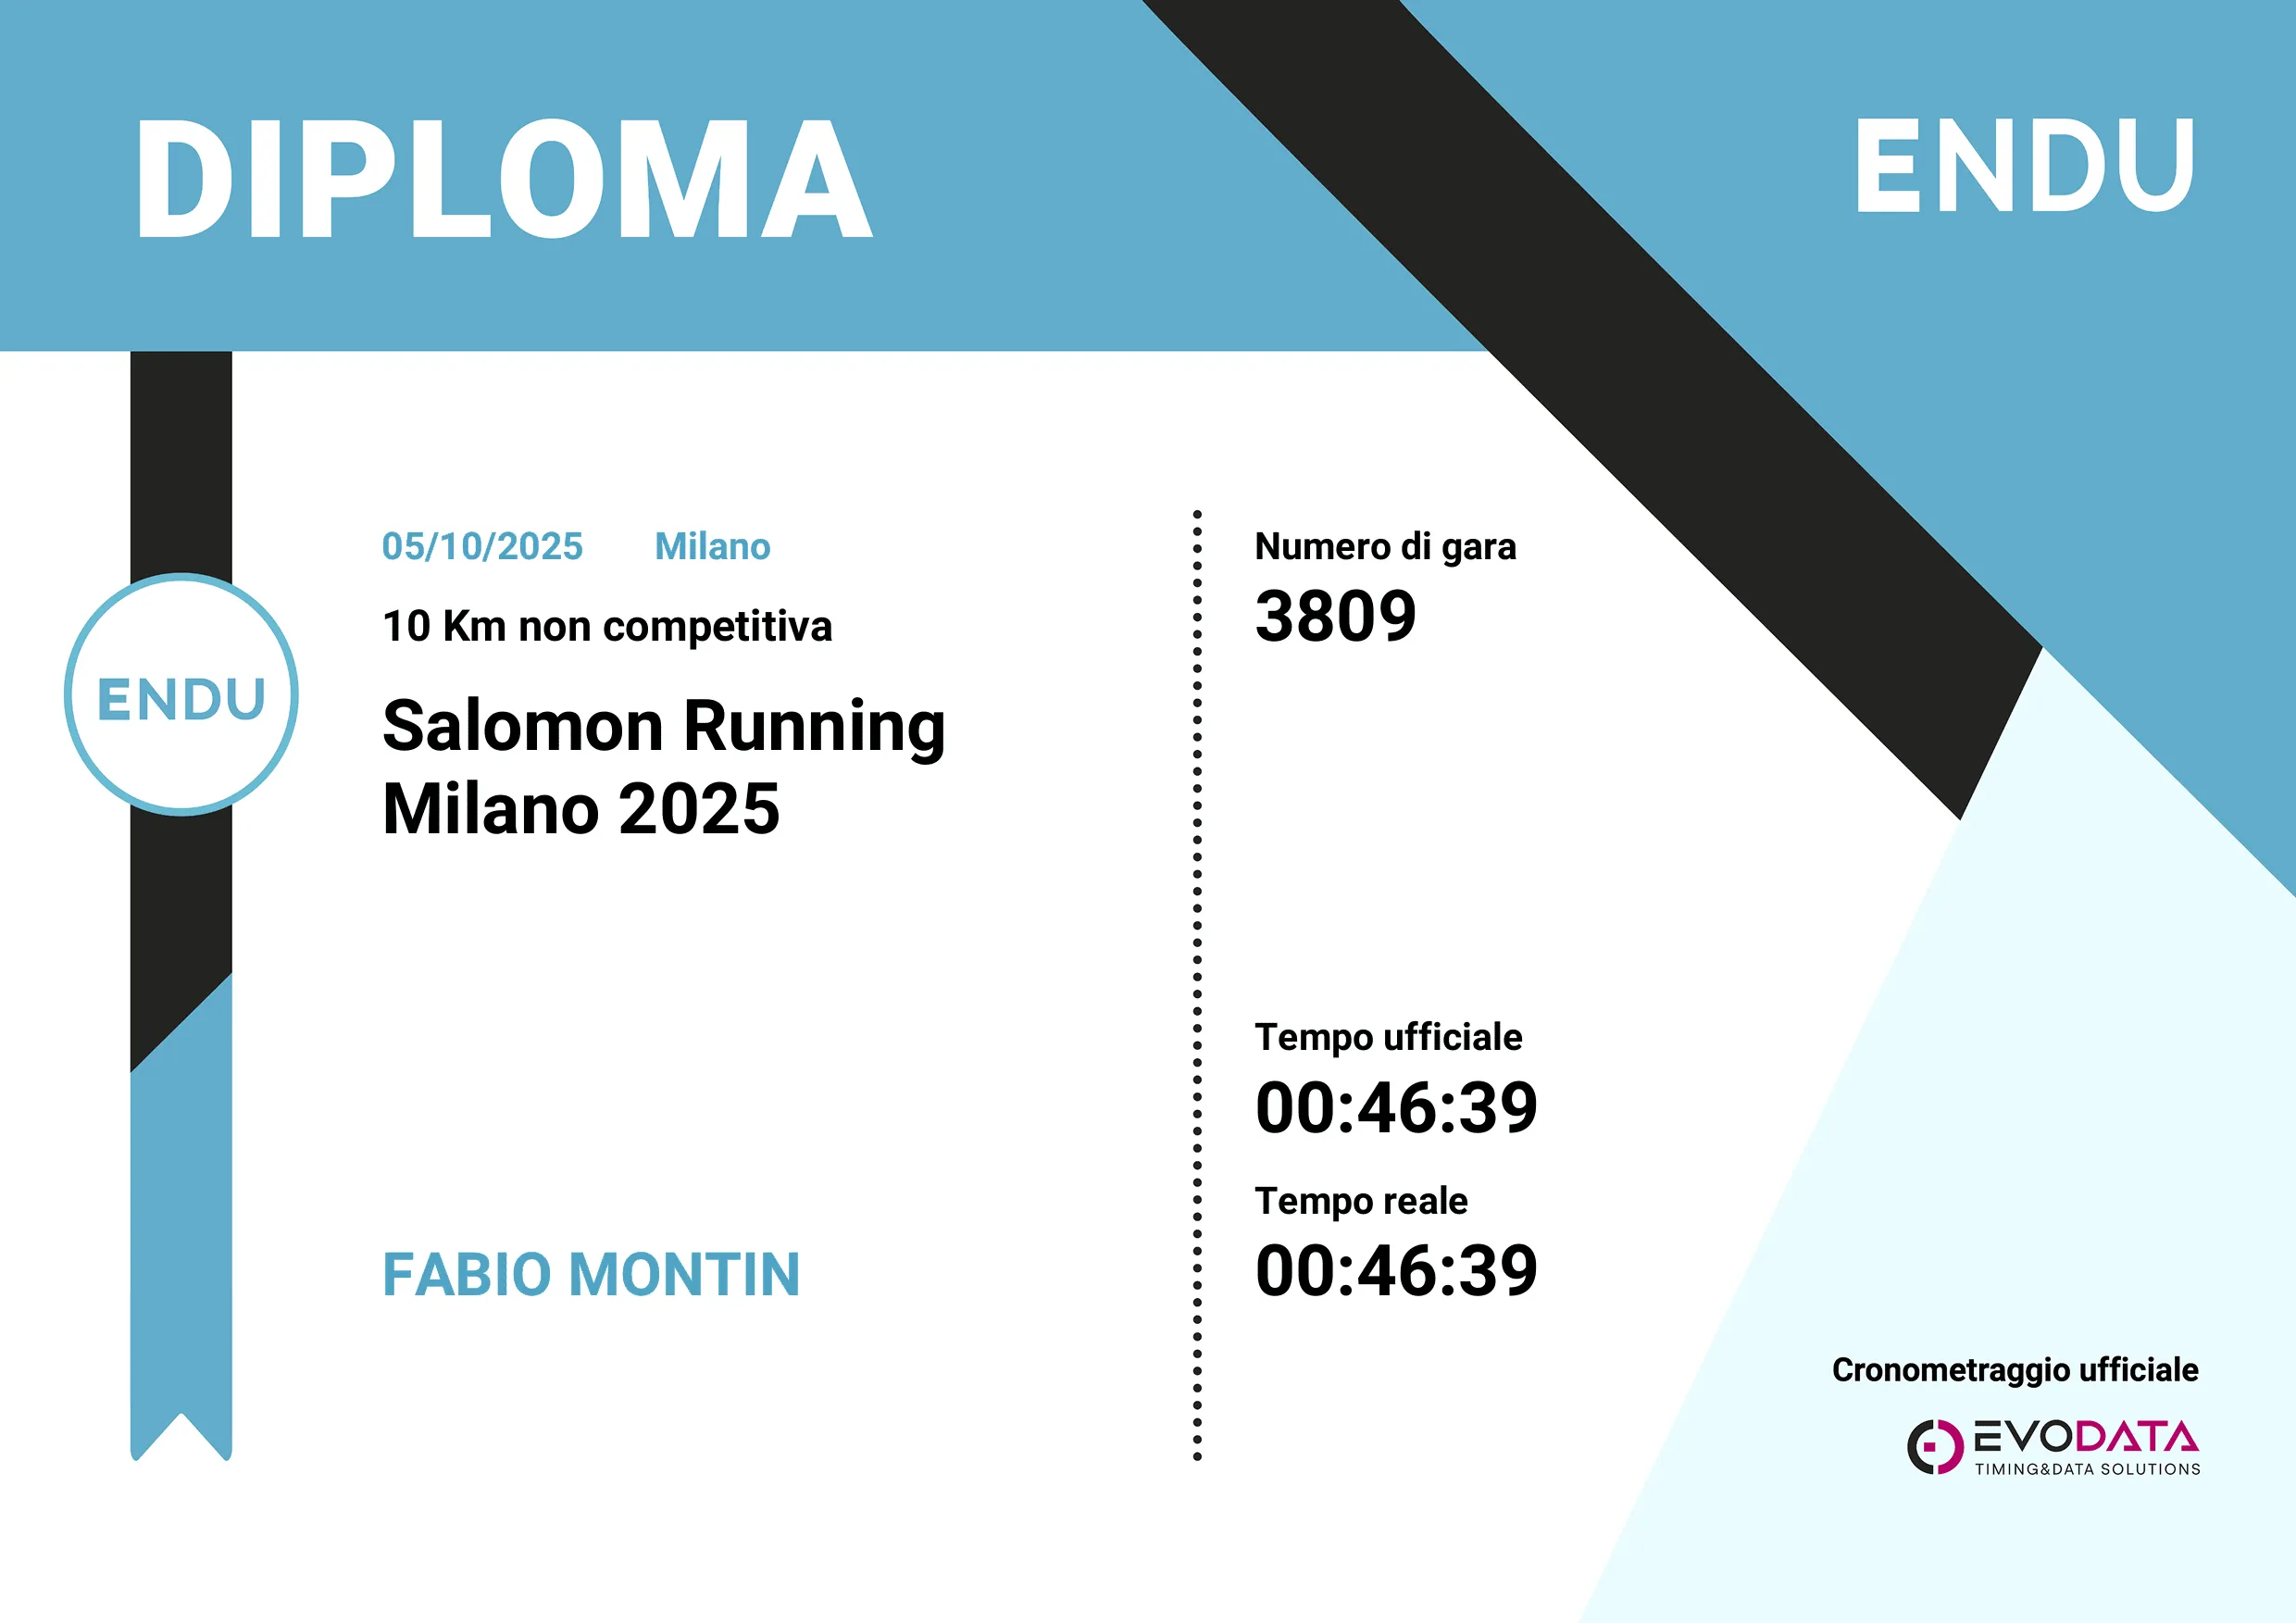 DIPLOMA
ENDU
ENDU
05/10/2025 Milano
10 Km non competitiva
Salomon Running
Milano 2025
FABIO MONTIN
Numero di gara
3809
Tempo ufficiale
00:46:39
Tempo reale
00:46:39
Cronometraggio ufficiale
EVODATA
TIMING&DATA SOLUTIONS